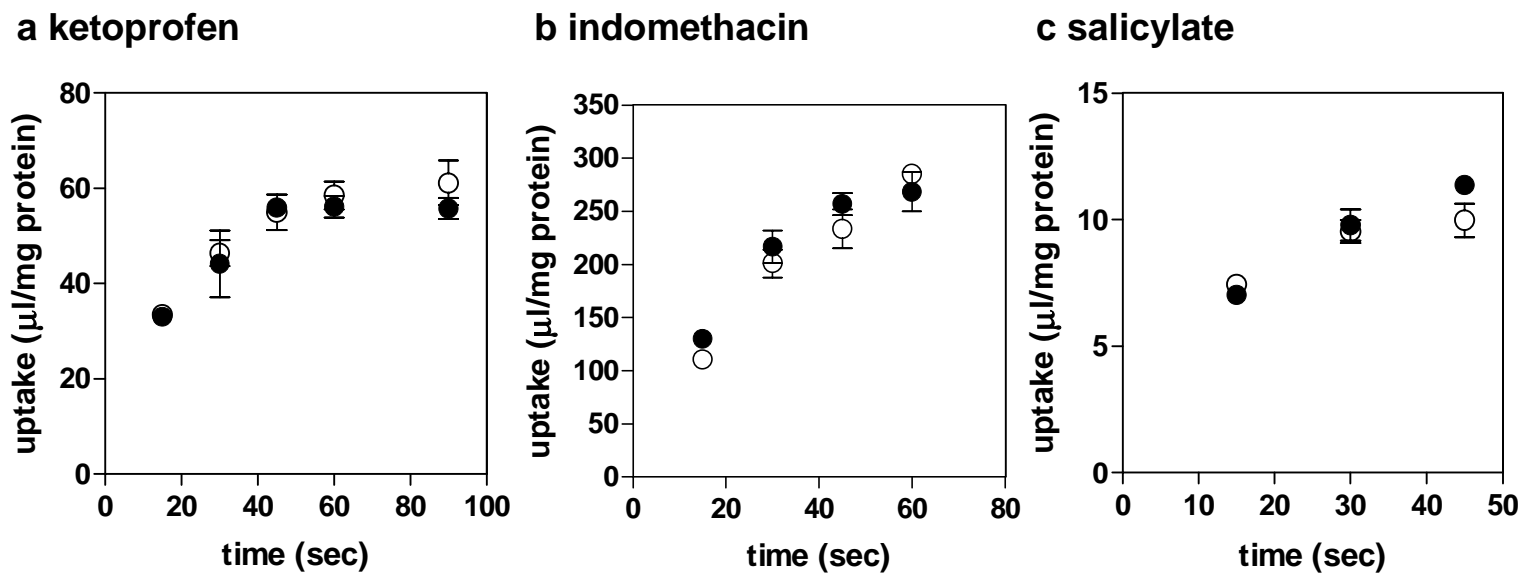 a ketoprofen
b indomethacin
c salicylate
uptake (μl/mg protein)
80
60
40
20
0
0 20 40 60 80 100
time (sec)
uptake (μl/mg protein)
350
300
250
200
150
100
50
0
0 20 40 60 80
time (sec)
uptake (μl/mg protein)
15
10
5
0
0 10 20 30 40 50
time (sec)